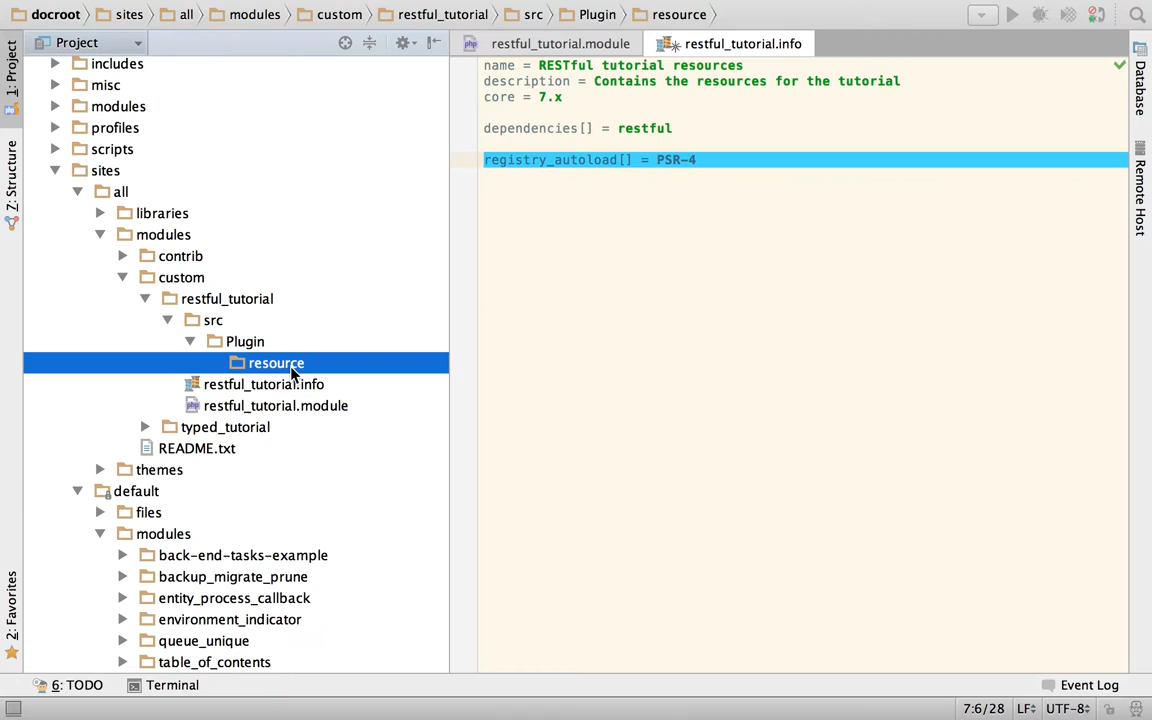 docroot sites all modules custom restful_tutorial src Plugin resource
Project
restful_tutorial.module
restful_tutorial.info
1: Project
Z: Structure
2: Favorites
includes
misc
modules
profiles
scripts
sites
all
libraries
modules
contrib
custom
restful_tutorial
src
Plugin
resource
restful_tutorial.info
restful_tutorial.module
typed_tutorial
README.txt
themes
default
files
modules
back-end-tasks-example
backup_migrate_prune
entity_process_callback
environment_indicator
queue_unique
table_of_contents
name = RESTful tutorial resources
description = Contains the resources for the tutorial
core = 7.x
dependencies[] = restful
registry_autoload[] = PSR-4
Database
Remote Host
6: TODO
Terminal
Event Log
7:6/28 LF UTF-8